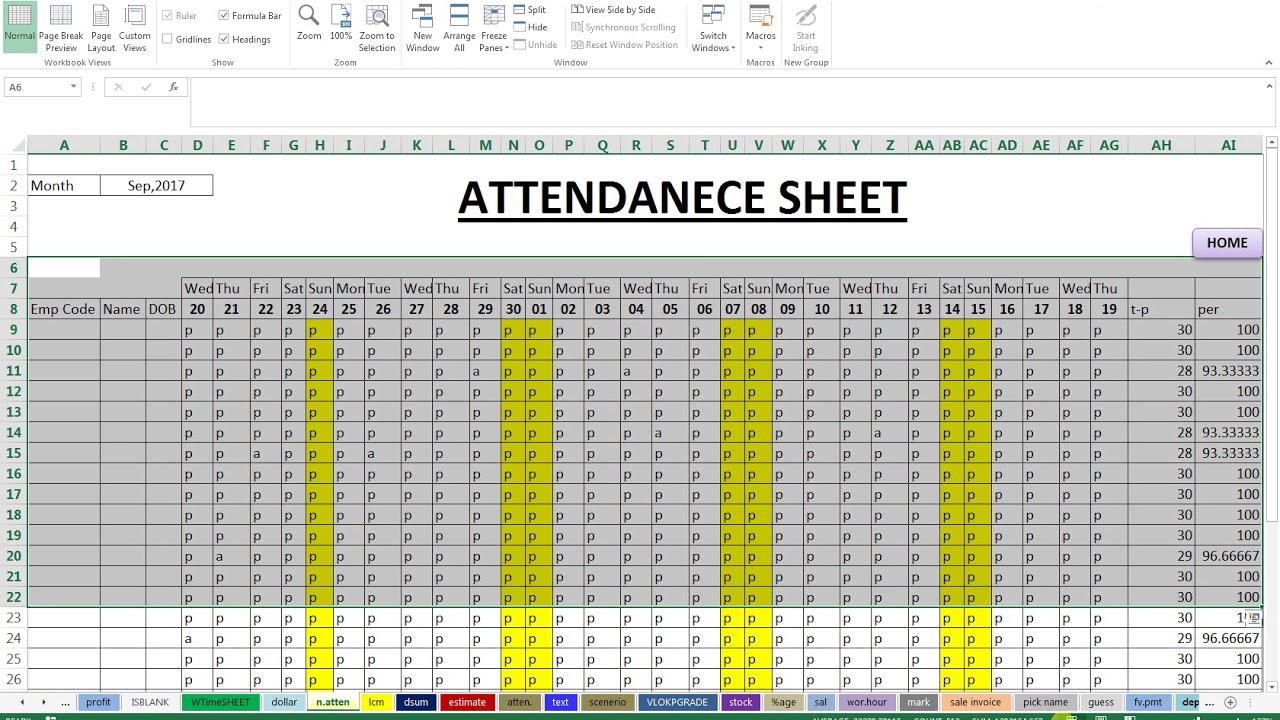 Normal Page Break Preview Page Layout Custom Views
Workbook Views
Ruler Formula Bar
Gridlines Headings
Show
Zoom 100% Zoom to Selection
Zoom
New Window Arrange All Freeze Panes
Split
Hide
Unhide
View Side by Side
Synchronous Scrolling
Reset Window Position
Window
Switch Windows
Macros
Macros
Start Inking
New Group
A6 fx
A B C D E F G H I J K L M N O P Q R S T U V W X Y Z AA AB AC AD AE AF AG AH AI
1
2 Month Sep,2017
ATTENDANECE SHEET
3
4
5
HOME
6
7 Wed Thu Fri Sat Sun Mon Tue Wed Thu Fri Sat Sun Mon Tue Wed Thu Fri Sat Sun Mon Tue Wed Thu Fri Sat Sun Mon Tue Wed Thu
8 Emp Code Name DOB 20 21 22 23 24 25 26 27 28 29 30 01 02 03 04 05 06 07 08 09 10 11 12 13 14 15 16 17 18 19 t-p per
9 p p p p p p p p p p p p p p p p p p p p p p p p p p p p p p 30 100
10 p p p p p p p p p p p p p p p p p p p p p p p p p p p p p p 30 100
11 p p p p p p p p p a p p p p a p p p p p p p p p p p p p p p 28 93.33333
12 p p p p p p p p p p p p p p p p p p p p p p p p p p p p p p 30 100
13 p p p p p p p p p p p p p p p p p p p p p p p p p p p p p p 30 100
14 p p p p p p p p p p p p p p p a p p p p p p a p p p p p p p 28 93.33333
15 p p a p p p a p p p p p p p p p p p p p p p p p p p p p p p 28 93.33333
16 p p p p p p p p p p p p p p p p p p p p p p p p p p p p p p 30 100
17 p p p p p p p p p p p p p p p p p p p p p p p p p p p p p p 30 100
18 p p p p p p p p p p p p p p p p p p p p p p p p p p p p p p 30 100
19 p p p p p p p p p p p p p p p p p p p p p p p p p p p p p p 30 100
20 p a p p p p p p p p p p p p p p p p p p p p p p p p p p p p 29 96.66667
21 p p p p p p p p p p p p p p p p p p p p p p p p p p p p p p 30 100
22 p p p p p p p p p p p p p p p p p p p p p p p p p p p p p p 30 100
23 p p p p p p p p p p p p p p p p p p p p p p p p p p p p p p 30
24 a p p p p p p p p p p p p p p p p p p p p p p p p p p p p p 29 96.66667
25 p p p p p p p p p p p p p p p p p p p p p p p p p p p p p p 30 100
26 p p p p p p p p p p p p p p p p p p p p p p p p p p p p p p 30 100
... profit ISBLANK WTimeSHEET dollar n.atten lcm dsum estimate atten. text scenerio VLOKPGRADE stock %age sal wor.hour mark sale invoice pick name guess fv.pmt dep ...